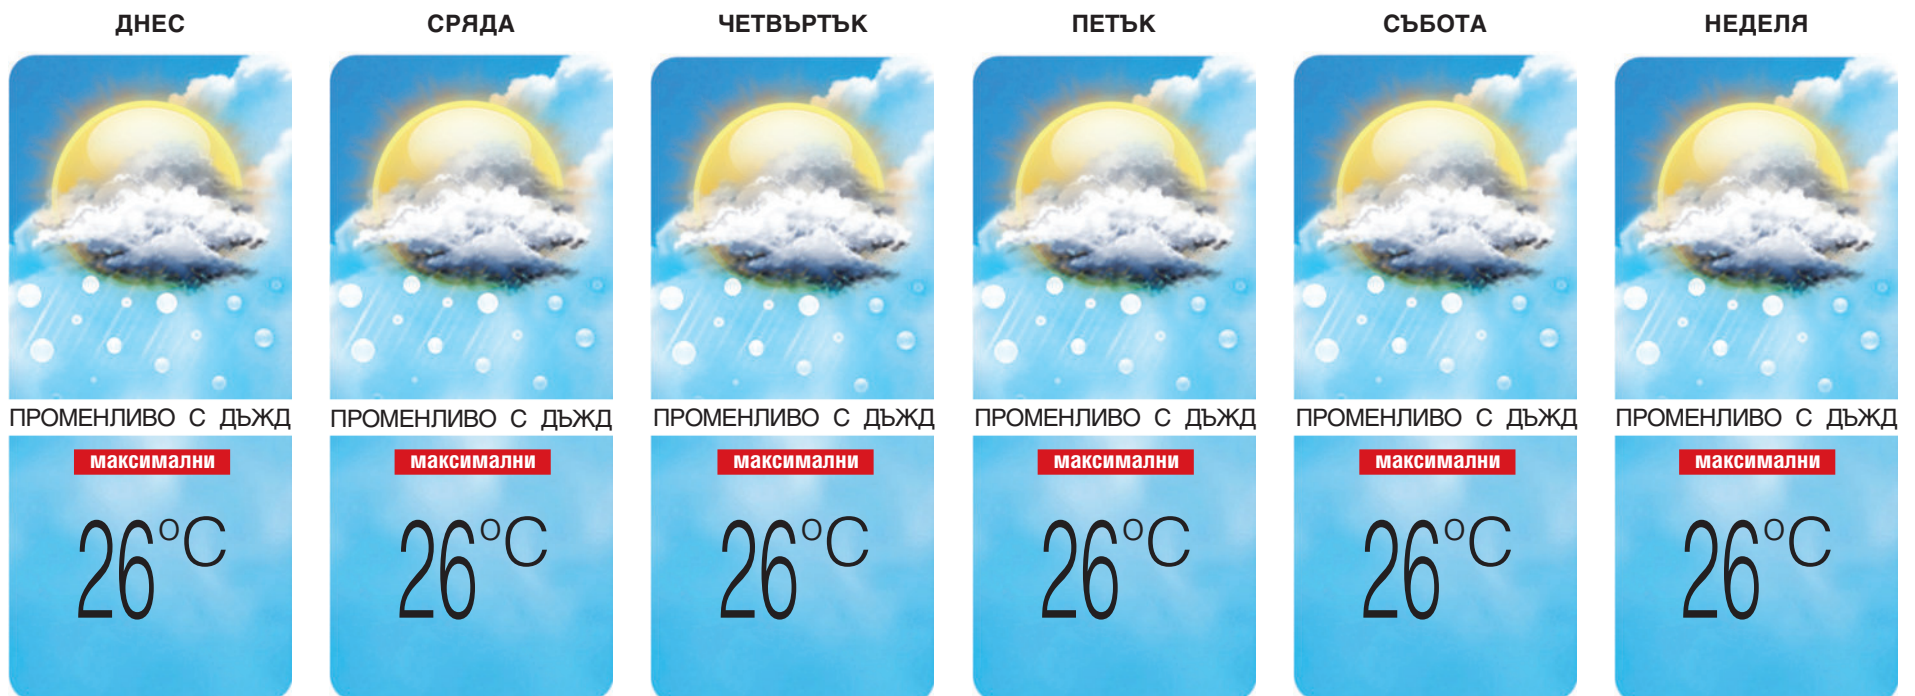 ДНЕС СРЯДА ЧЕТВЪРТЪК ПЕТЪК СЪБОТА НЕДЕЛЯ
ПРОМЕНЛИВО С ДЪЖД ПРОМЕНЛИВО С ДЪЖД ПРОМЕНЛИВО С ДЪЖД ПРОМЕНЛИВО С ДЪЖД ПРОМЕНЛИВО С ДЪЖД ПРОМЕНЛИВО С ДЪЖД
максимални максимални максимални максимални максимални максимални
26°C 26°C 26°C 26°C 26°C 26°C